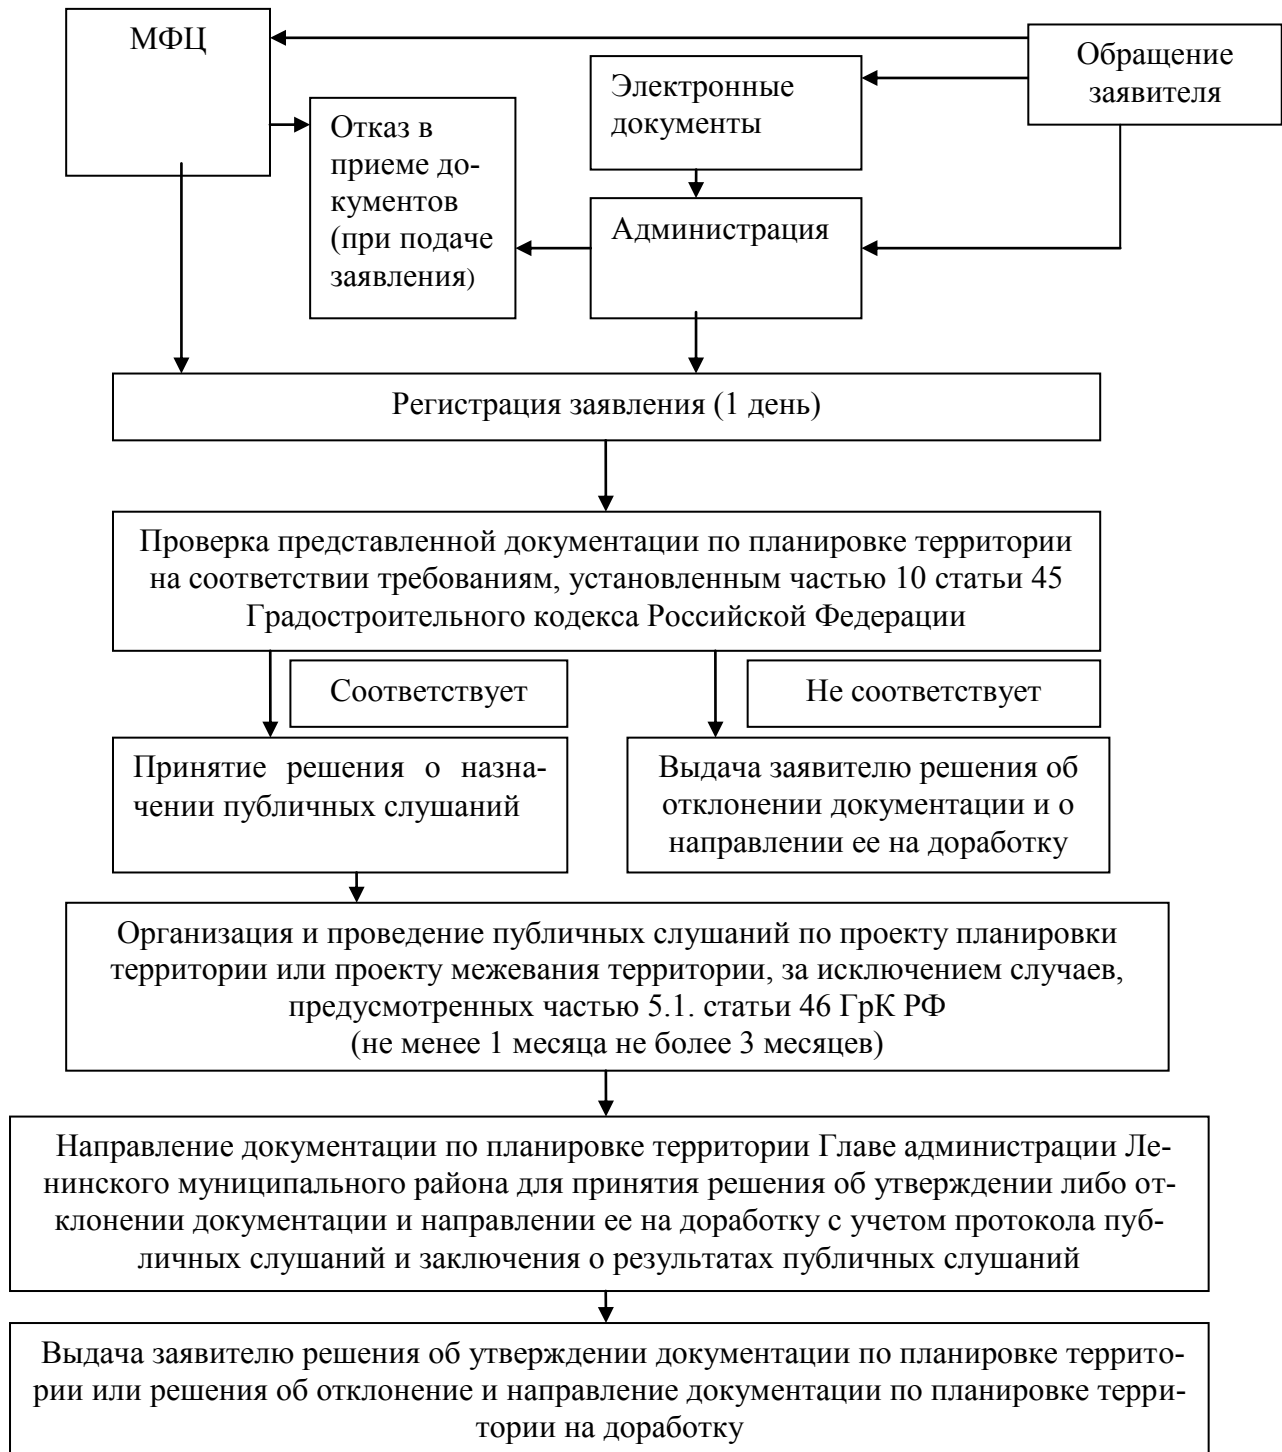 МФЦ
Обращение
заявителя
Электронные
документы
Отказ в
приеме до-
кументов
(при подаче
заявления)
Администрация
Регистрация заявления (1 день)
Проверка представленной документации по планировке территории
на соответствии требованиям, установленным частью 10 статьи 45
Градостроительного кодекса Российской Федерации
Соответствует
Не соответствует
Принятие решения о назна-
чении публичных слушаний
Выдача заявителю решения об
отклонении документации и о
направлении ее на доработку
Организация и проведение публичных слушаний по проекту планировки
территории или проекту межевания территории, за исключением случаев,
предусмотренных частью 5.1. статьи 46 ГрК РФ
(не менее 1 месяца не более 3 месяцев)
Направление документации по планировке территории Главе администрации Ле-
нинского муниципального района для принятия решения об утверждении либо от-
клонении документации и направлении ее на доработку с учетом протокола пуб-
личных слушаний и заключения о результатах публичных слушаний
Выдача заявителю решения об утверждении документации по планировке террито-
рии или решения об отклонение и направление документации по планировке терри-
тории на доработку